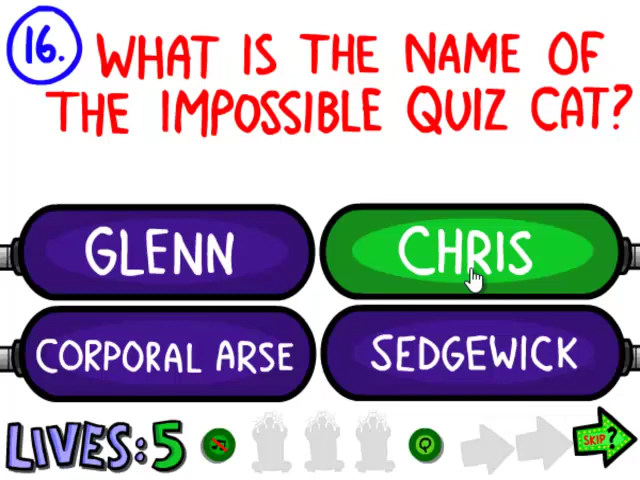 16.
WHAT IS THE NAME OF
THE IMPOSSIBLE QUIZ CAT?
GLENN
CHRIS
CORPORAL ARSE
SEDGEWICK
LIVES:5
SKIP?